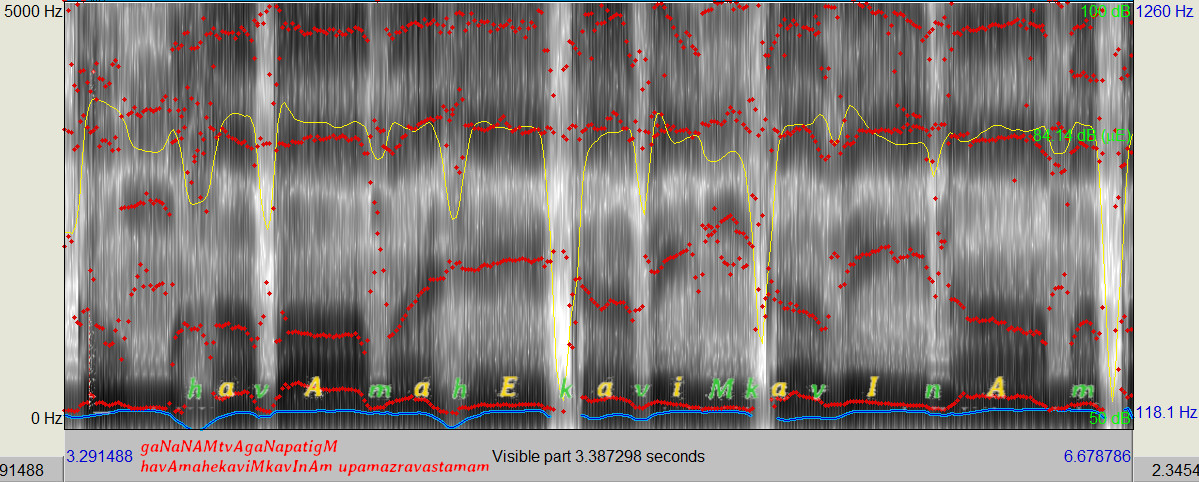 5000 Hz
100 dB
1260 Hz
84.14 dB (µE)
h a v A m a h E k a v i M k a v I n A m
0 Hz
50 dB
118.1 Hz
gaNaNAMtvAgaNapatigM
3.291488
Visible part 3.387298 seconds
6.678786
havAmahekaviMkavInAm upamazravastamam
91488
2.3454